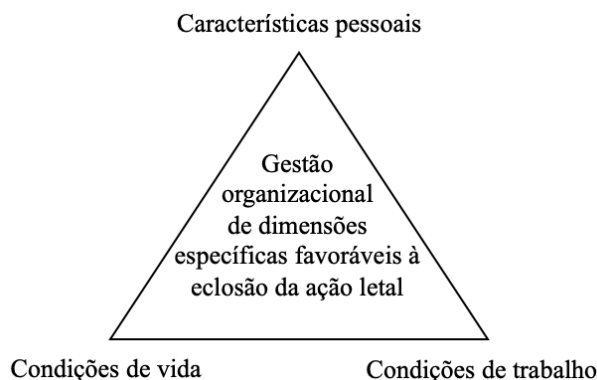 Características pessoais
Gestão
organizacional
de dimensões
específicas favoráveis à
eclosão da ação letal
Condições de vida
Condições de trabalho